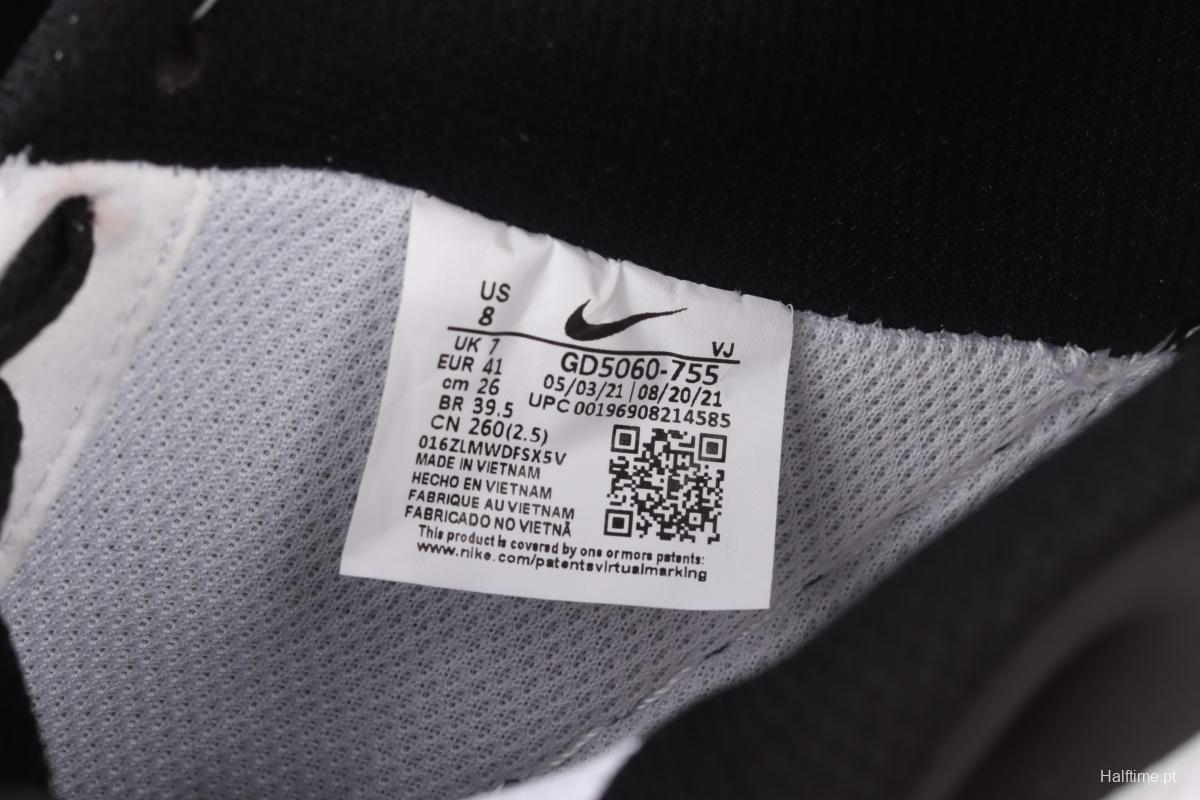 US
8
VJ
UK 7
EUR 41
cm 26
BR 39.5
CN 260(2.5)
GD5060-755
05/03/21 | 08/20/21
UPC 00196908214585
016ZLMWDFSX5V
MADE IN VIETNAM
HECHO EN VIETNAM
FABRIQUE AU VIETNAM
FABRICADO NO VIETNÃ
This product is covered by one or more patents:
www.nike.com/patentsvirtualmarking
Halftime.pt